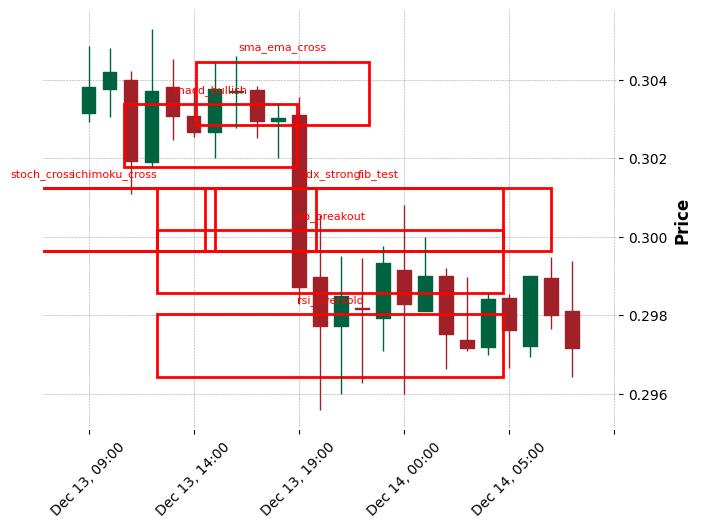 sma_ema_cross
macd_bullish
stoch_cross
ichimoku_cross
adx_strong
fib_test
bb_breakout
rsi_oversold
0.304
0.302
0.300
0.298
0.296
Price
Dec 13, 09:00
Dec 13, 14:00
Dec 13, 19:00
Dec 14, 00:00
Dec 14, 05:00